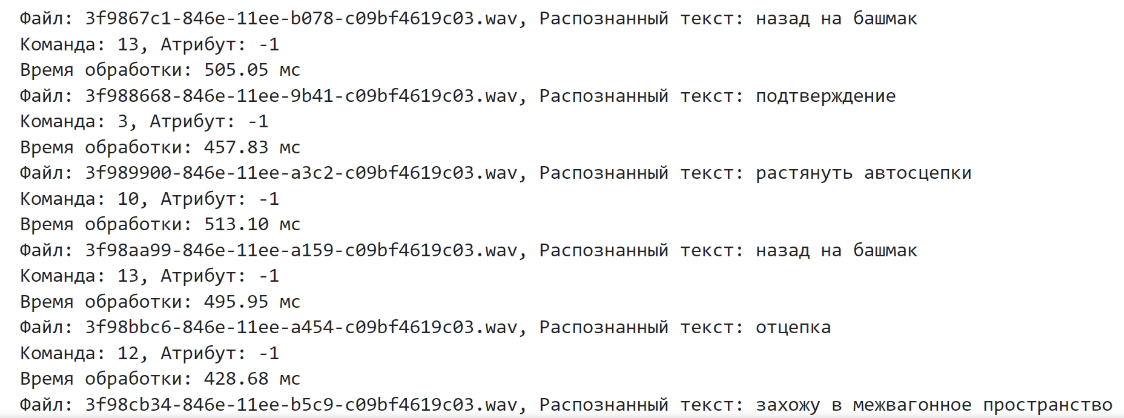 Файл: 3f9867c1-846e-11ee-b078-c09bf4619c03.wav, Распознанный текст: назад на башмак
Команда: 13, Атрибут: -1
Время обработки: 505.05 мс
Файл: 3f988668-846e-11ee-9b41-c09bf4619c03.wav, Распознанный текст: подтверждение
Команда: 3, Атрибут: -1
Время обработки: 457.83 мс
Файл: 3f989900-846e-11ee-a3c2-c09bf4619c03.wav, Распознанный текст: растянуть автосцепки
Команда: 10, Атрибут: -1
Время обработки: 513.10 мс
Файл: 3f98aa99-846e-11ee-a159-c09bf4619c03.wav, Распознанный текст: назад на башмак
Команда: 13, Атрибут: -1
Время обработки: 495.95 мс
Файл: 3f98bbc6-846e-11ee-a454-c09bf4619c03.wav, Распознанный текст: отцепка
Команда: 12, Атрибут: -1
Время обработки: 428.68 мс
Файл: 3f98cb34-846e-11ee-b5c9-c09bf4619c03.wav, Распознанный текст: захожу в межвагонное пространство